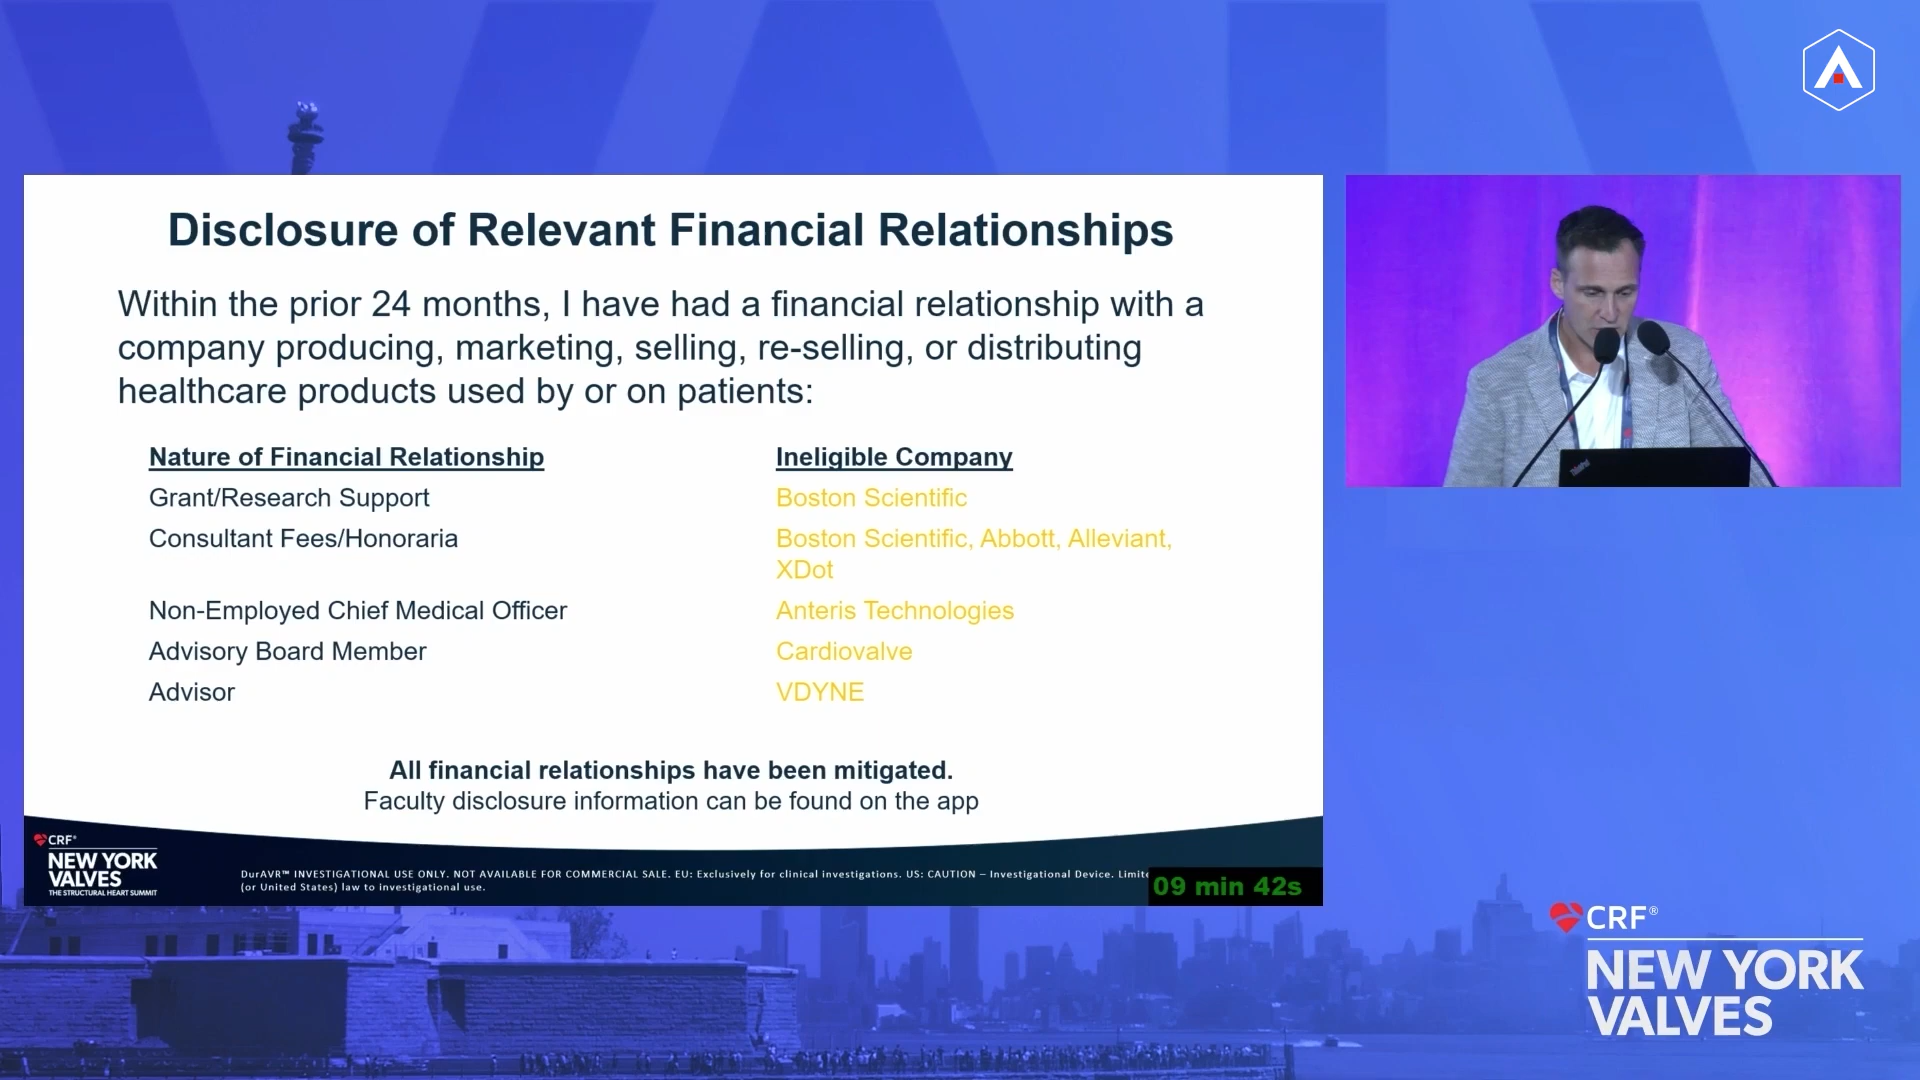 Disclosure of Relevant Financial Relationships
Within the prior 24 months, I have had a financial relationship with a
company producing, marketing, selling, re-selling, or distributing
healthcare products used by or on patients:
Nature of Financial Relationship
Ineligible Company
Grant/Research Support
Boston Scientific
Consultant Fees/Honoraria
Boston Scientific, Abbott, Alleviant,
XDot
Non-Employed Chief Medical Officer
Anteris Technologies
Advisory Board Member
Cardiovalve
Advisor
VDYNE
All financial relationships have been mitigated.
Faculty disclosure information can be found on the app
CRF®
NEW YORK
VALVES
THE STRUCTURAL HEART SUMMIT
DurAVR™ INVESTIGATIONAL USE ONLY. NOT AVAILABLE FOR COMMERCIAL SALE. EU: Exclusively for clinical investigations. US: CAUTION – Investigational Device. Limite
(or United States) law to investigational use.
09 min 42s
ThinkPad
CRF®
NEW YORK
VALVES